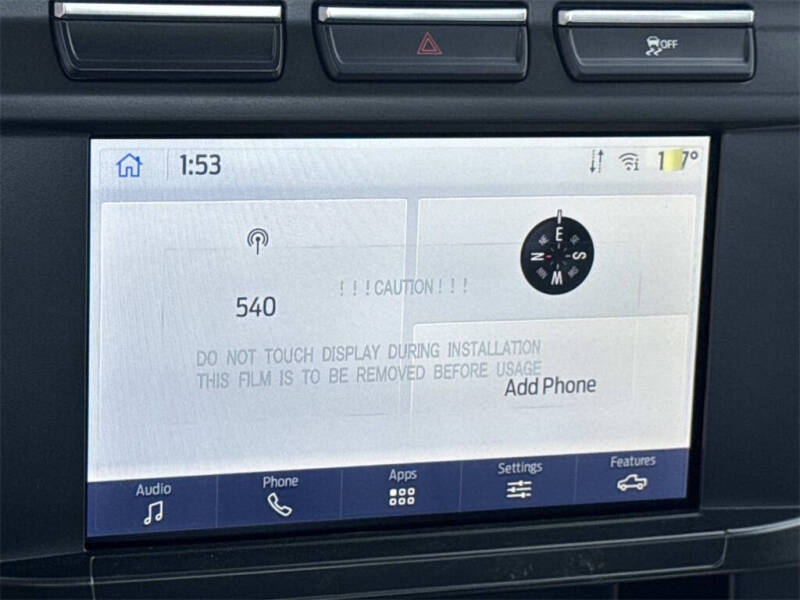 OFF
1:53
E
N
S
W
540
! ! !CAUTION! ! !
DO NOT TOUCH DISPLAY DURING INSTALLATION
THIS FILM IS TO BE REMOVED BEFORE USAGE
Add Phone
Audio
Phone
Apps
Settings
Features